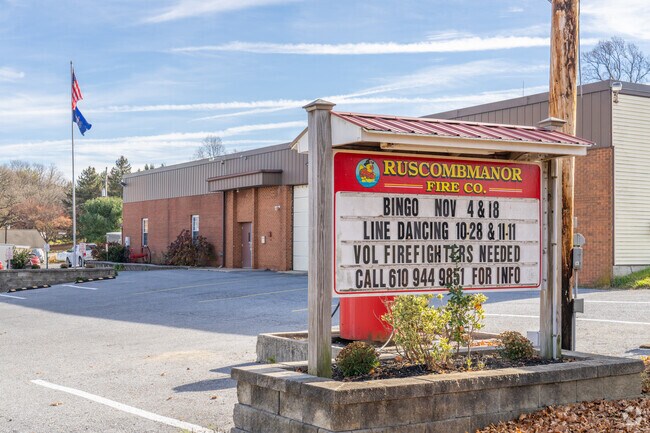 RUSCOMBMANOR
FIRE CO.
BINGO NOV 4 & 18
LINE DANCING 10-28 & 11-11
VOL FIREFIGHTERS NEEDED
CALL 610 944 9851 FOR INFO